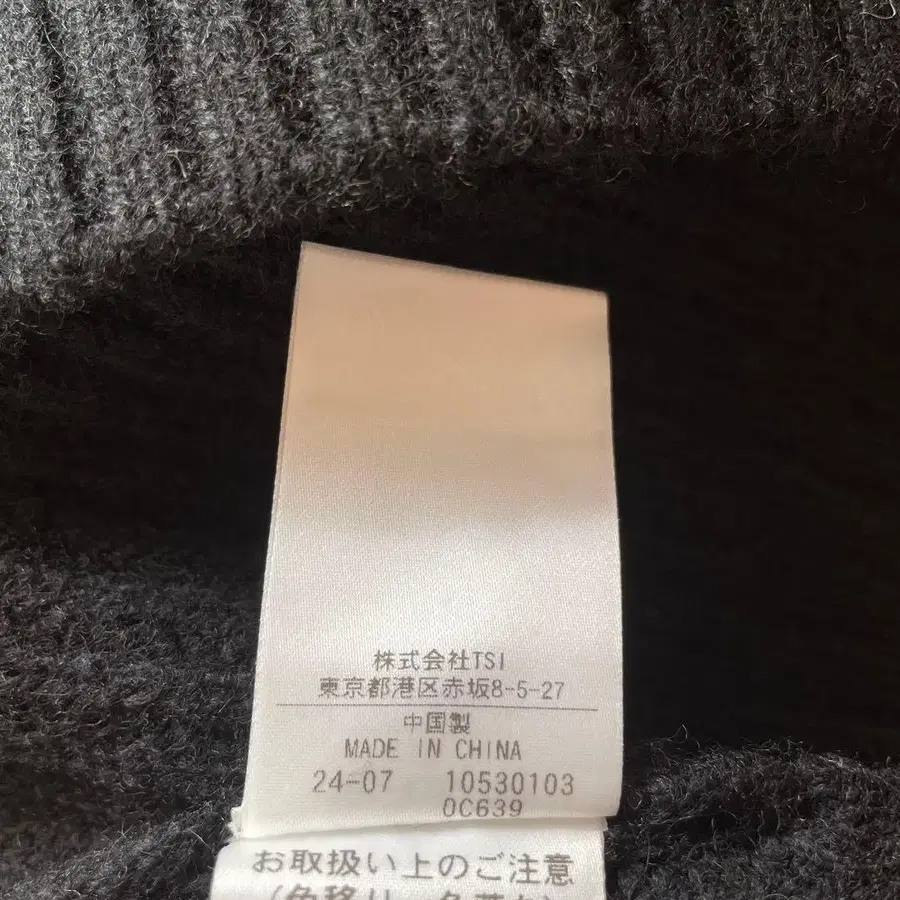 株式会社TSI
東京都港区赤坂8-5-27
中国製
MADE IN CHINA
24-07 10530103
0C639
お取扱い上のご注意